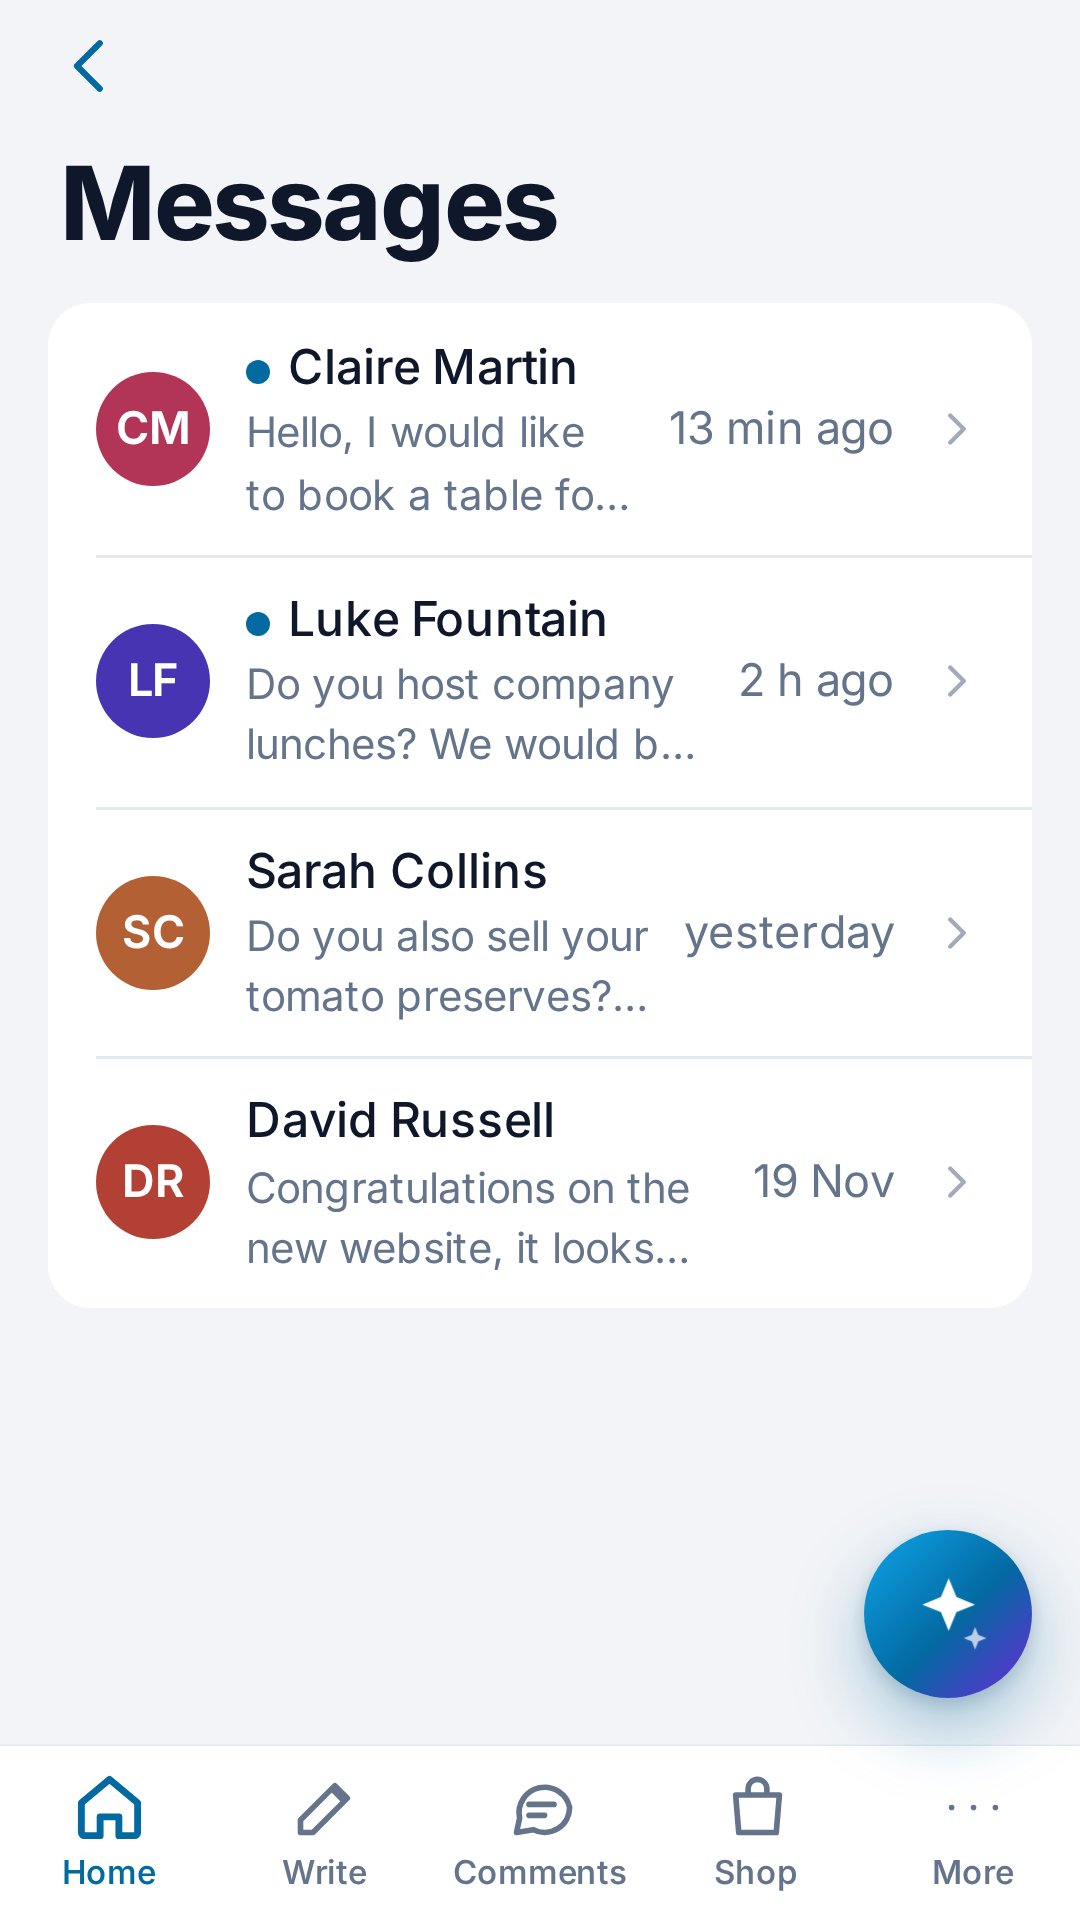 Messages
CM
Claire Martin
Hello, I would like
to book a table fo...
13 min ago
LF
Luke Fountain
Do you host company
lunches? We would b...
2 h ago
SC
Sarah Collins
Do you also sell your
tomato preserves?...
yesterday
DR
David Russell
Congratulations on the
new website, it looks...
19 Nov
Home
Write
Comments
Shop
More